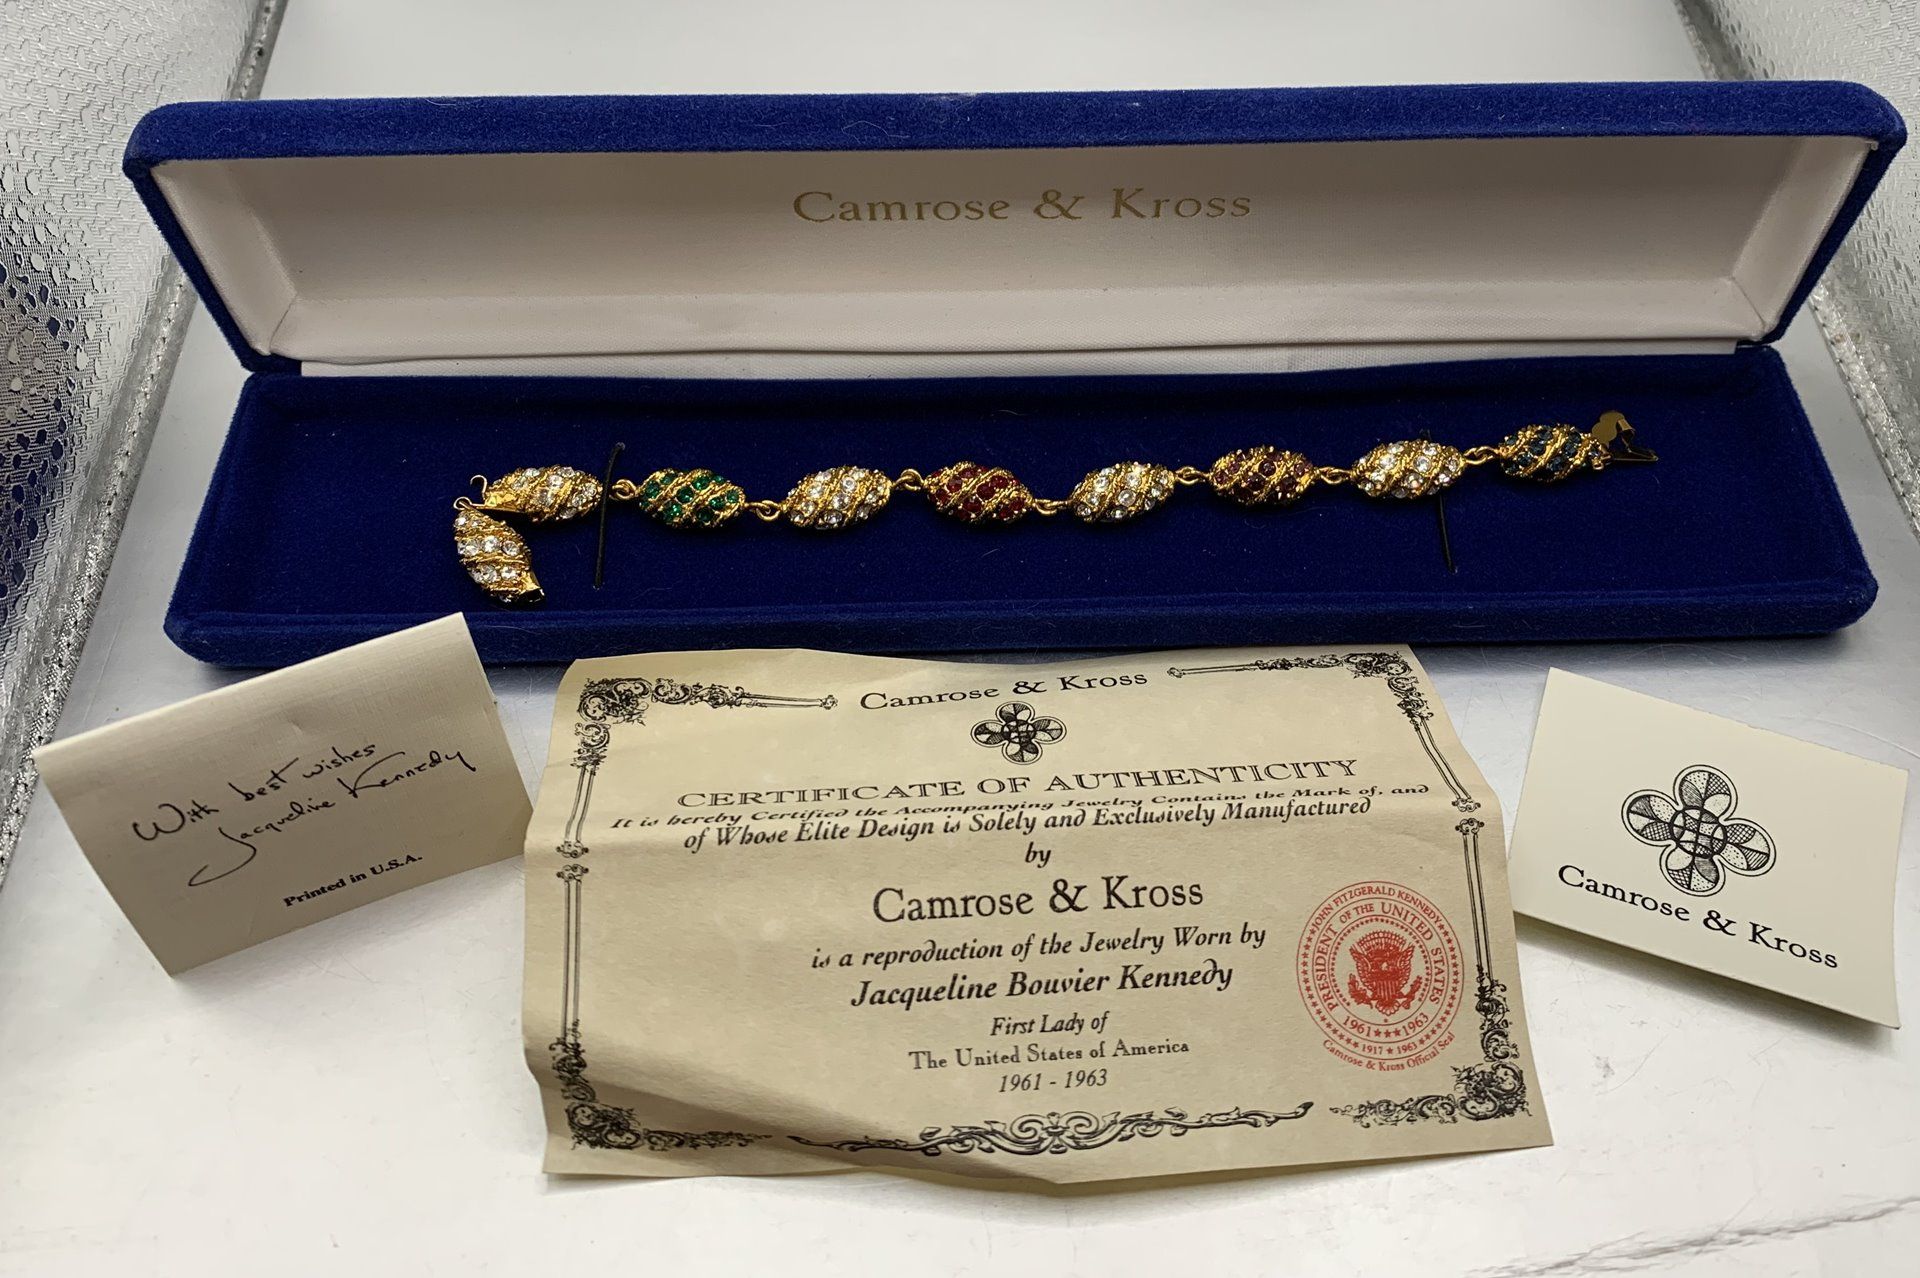 Camrose & Kross
With best wishes
Jacqueline Kennedy
Printed in U.S.A.
Camrose & Kross
CERTIFICATE OF AUTHENTICITY
It is hereby Certified the Accompanying Jewelry Contains the Mark of, and
of Whose Elite Design is Solely and Exclusively Manufactured
by
Camrose & Kross
is a reproduction of the Jewelry Worn by
Jacqueline Bouvier Kennedy
First Lady of
The United States of America
1961 - 1963
JOHN FITZGERALD KENNEDY
PRESIDENT OF THE UNITED STATES
1961★★★1963
1917 ★ 1963
Camrose & Kross Official Seal
Camrose & Kross